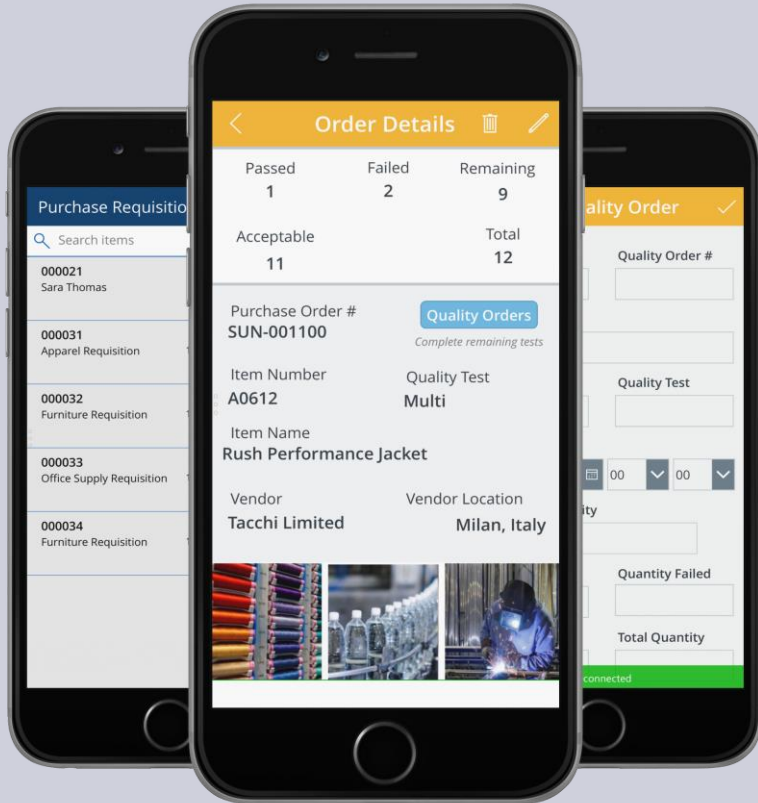 Purchase Requisitio
Search items
000021
Sara Thomas
000031
Apparel Requisition
000032
Furniture Requisition
000033
Office Supply Requisition
000034
Furniture Requisition
Order Details
Passed Failed Remaining
1 2 9
Acceptable Total
11 12
Purchase Order #
SUN-001100
Quality Orders
Complete remaining tests
Item Number Quality Test
A0612 Multi
Item Name
Rush Performance Jacket
Vendor Vendor Location
Tacchi Limited Milan, Italy
ality Order
Quality Order #
Quality Test
00 00
ity
Quantity Failed
Total Quantity
connected